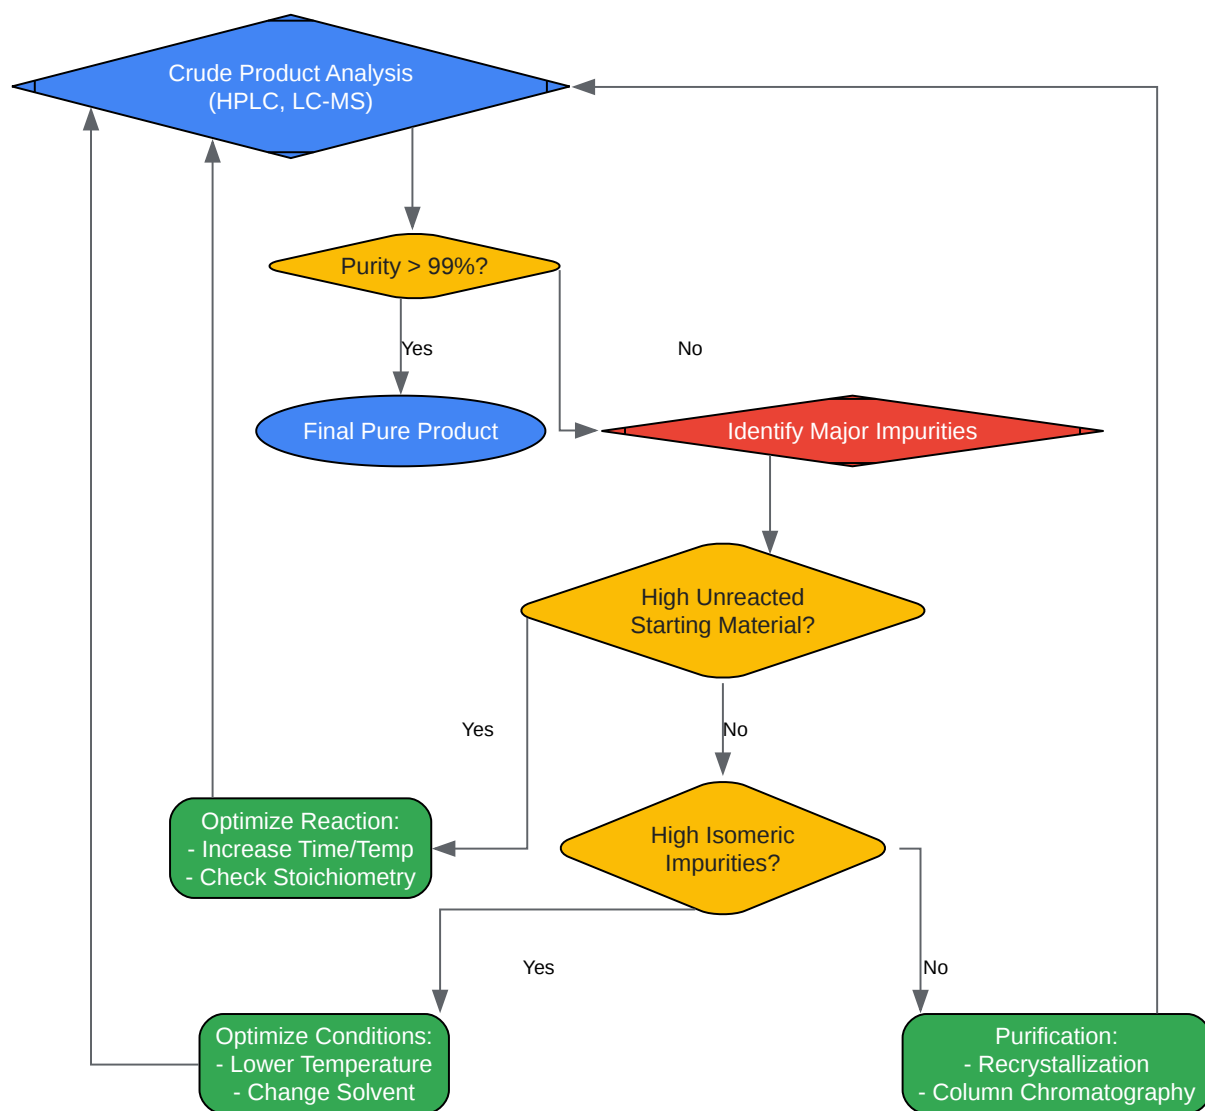 Crude Product Analysis
(HPLC, LC-MS)
Purity > 99%?
Yes
No
Final Pure Product
Identify Major Impurities
High Unreacted
Starting Material?
Yes
No
Optimize Reaction:
- Increase Time/Temp
- Check Stoichiometry
High Isomeric
Impurities?
Yes
No
Optimize Conditions:
- Lower Temperature
- Change Solvent
Purification:
- Recrystallization
- Column Chromatography